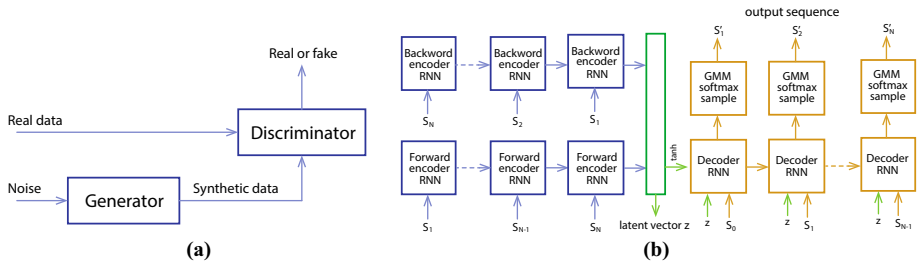 Real or fake
Real data
Discriminator
Noise
Generator
Synthetic data
(a)
output sequence
S'₁
S'₂
S'N
Backword
encoder
RNN
Backword
encoder
RNN
Backword
encoder
RNN
GMM
softmax
sample
GMM
softmax
sample
GMM
softmax
sample
SN
S₂
S₁
Forward
encoder
RNN
Forward
encoder
RNN
Forward
encoder
RNN
tanh
Decoder
RNN
Decoder
RNN
Decoder
RNN
S₁
SN-1
SN
latent vector z
z
S₀
z
S₁
z
SN-1
(b)